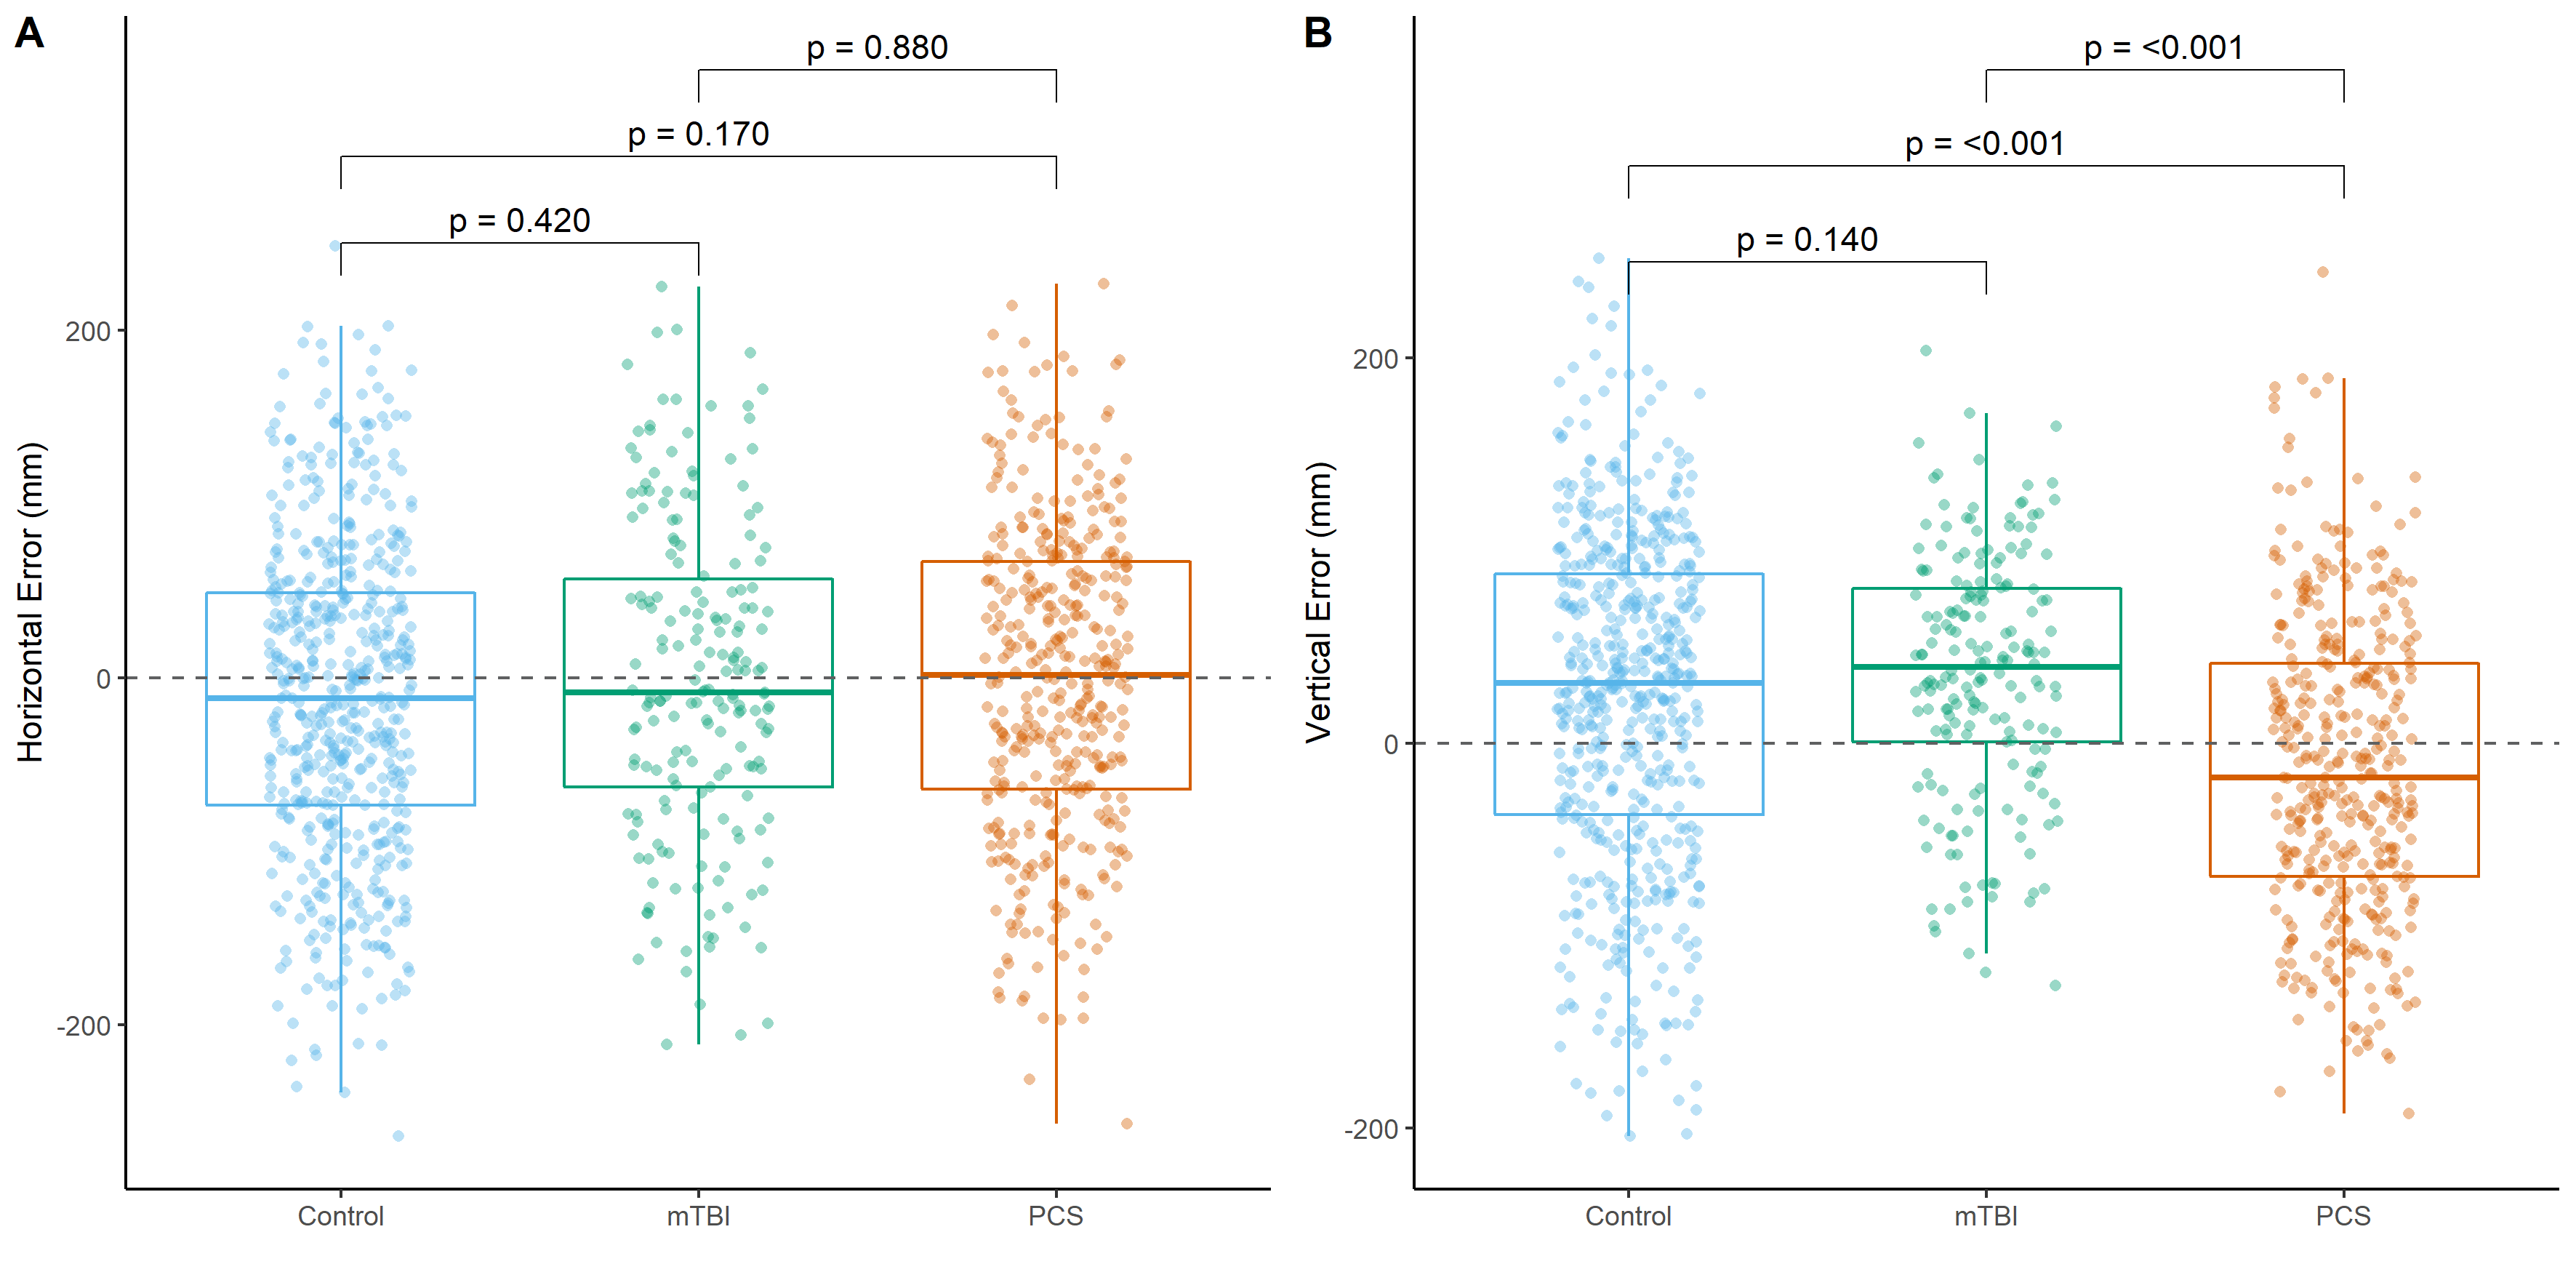 A
p = 0.880
p = 0.170
p = 0.420
Horizontal Error (mm)
200
0
-200
Control
mTBI
PCS
B
p = <0.001
p = <0.001
p = 0.140
Vertical Error (mm)
200
0
-200
Control
mTBI
PCS